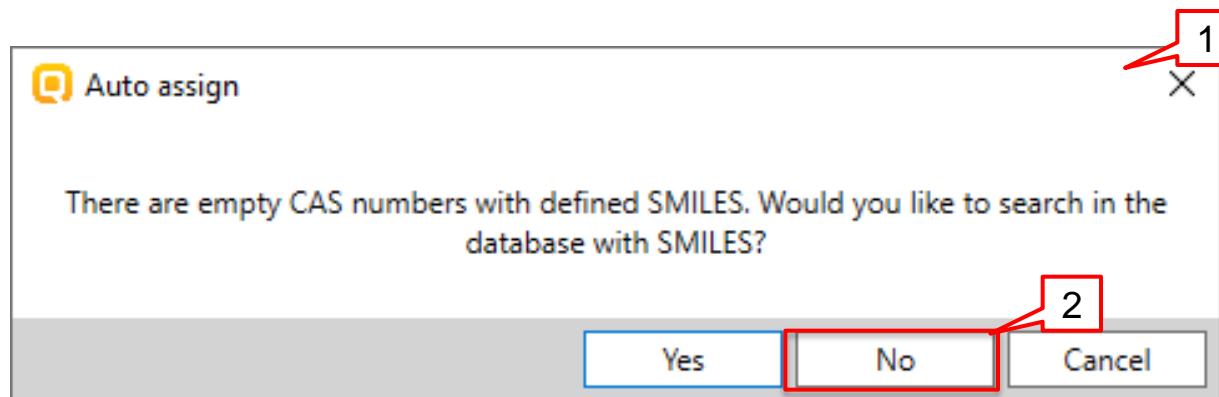 1
Auto assign
There are empty CAS numbers with defined SMILES. Would you like to search in the
database with SMILES?
2
Yes No Cancel